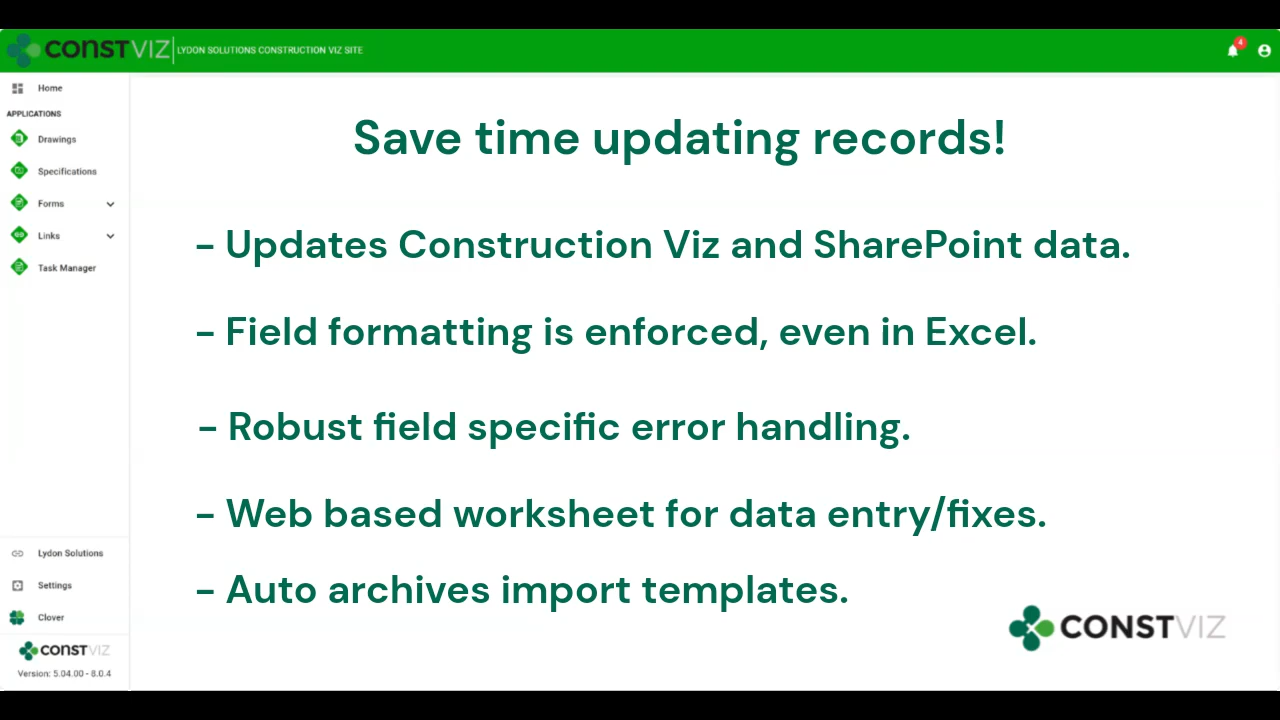 CONSTVIZ LYDON SOLUTIONS CONSTRUCTION VIZ SITE
4
Home
APPLICATIONS
Drawings
Specifications
Forms
Links
Task Manager
Lydon Solutions
Settings
Clover
CONSTVIZ
Version: 5.04.00 - 8.0.4
Save time updating records!
- Updates Construction Viz and SharePoint data.
- Field formatting is enforced, even in Excel.
- Robust field specific error handling.
- Web based worksheet for data entry/fixes.
- Auto archives import templates.
CONSTVIZ